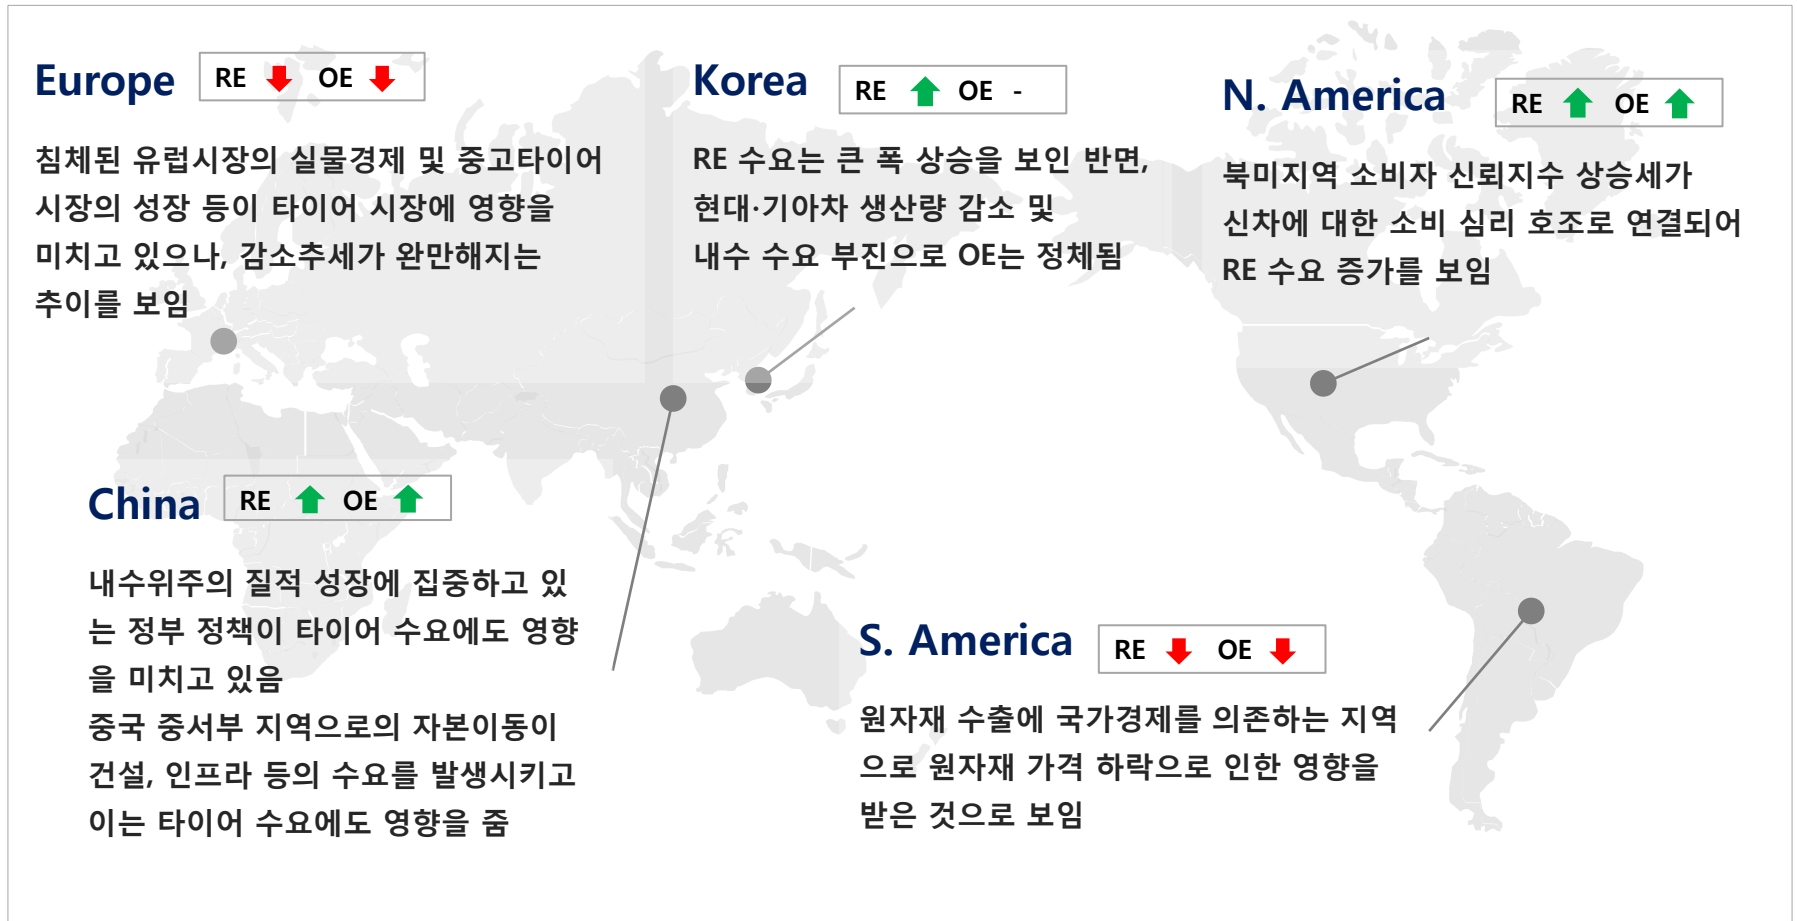 Europe
RE OE
침체된 유럽시장의 실물경제 및 중고타이어
시장의 성장 등이 타이어 시장에 영향을
미치고 있으나, 감소추세가 완만해지는
추이를 보임
Korea
RE OE -
RE 수요는 큰 폭 상승을 보인 반면,
현대·기아차 생산량 감소 및
내수 수요 부진으로 OE는 정체됨
N. America
RE OE
북미지역 소비자 신뢰지수 상승세가
신차에 대한 소비 심리 호조로 연결되어
RE 수요 증가를 보임
China
RE OE
내수위주의 질적 성장에 집중하고 있
는 정부 정책이 타이어 수요에도 영향
을 미치고 있음
중국 중서부 지역으로의 자본이동이
건설, 인프라 등의 수요를 발생시키고
이는 타이어 수요에도 영향을 줌
S. America
RE OE
원자재 수출에 국가경제를 의존하는 지역
으로 원자재 가격 하락으로 인한 영향을
받은 것으로 보임